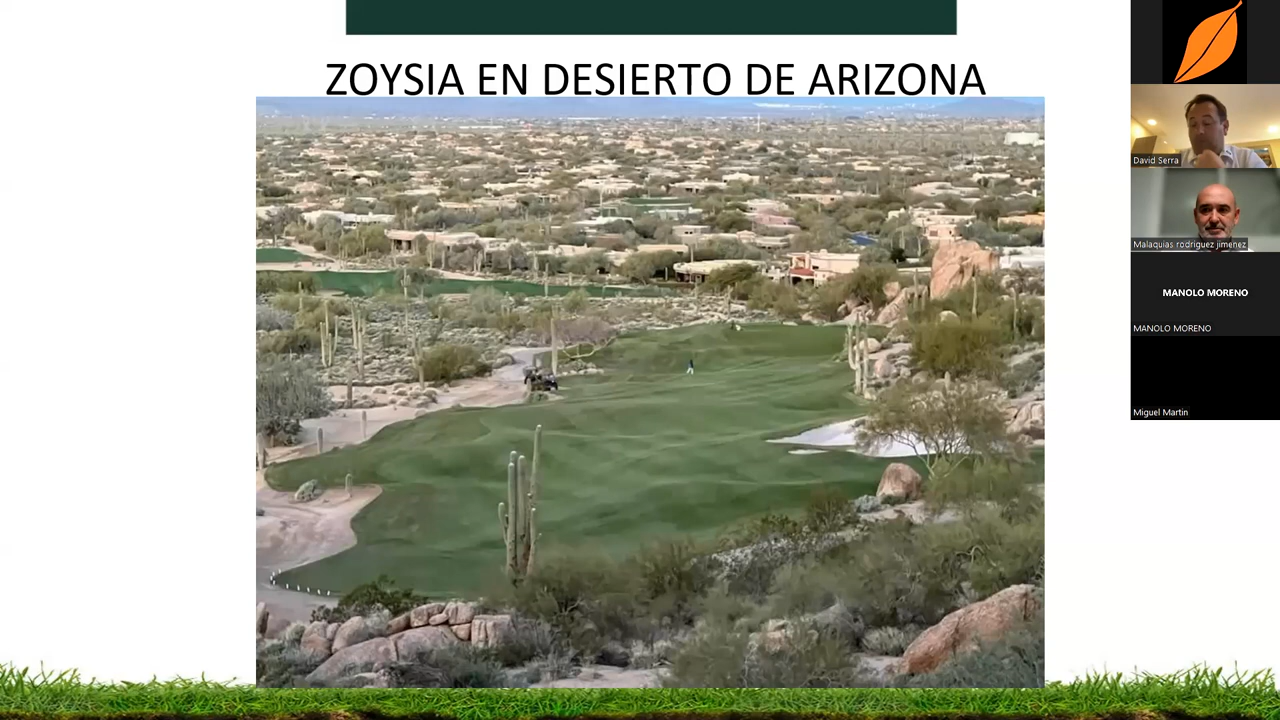 ZOYSIA EN DESIERTO DE ARIZONA
David Serra
Malaquias rodriguez jimenez
MANOLO MORENO
MANOLO MORENO
Miguel Martin